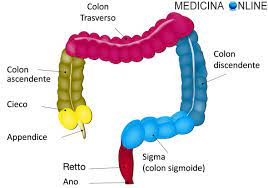 MEDICINA ONLINE
Colon
Trasverso
Colon
ascendente
Colon
discendente
Cieco
Appendice
Sigma
(colon sigmoide)
Retto
Ano